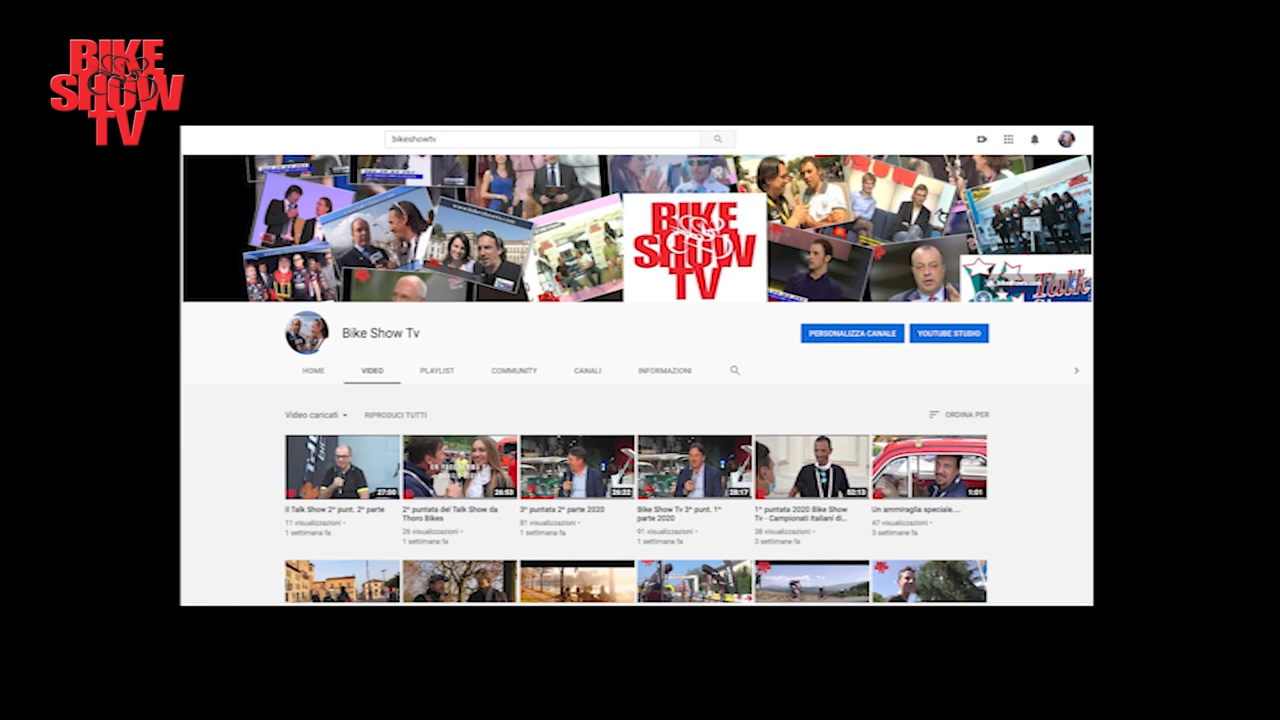 BIKE
SHOW
TV
bikeshowtv
BIKE
SHOW
TV
Talk
Bike Show Tv
PERSONALIZZA CANALE
YOUTUBE STUDIO
HOME
VIDEO
PLAYLIST
COMMUNITY
CANALI
INFORMAZIONI
Video caricati
RIPRODUCI TUTTI
ORDINA PER
27:00
26:53
26:22
28:17
52:13
1:01
Il Talk Show 2° punt. 2° parte
11 visualizzazioni •
1 settimana fa
2° puntata del Talk Show da
Thoro Bikes
26 visualizzazioni •
1 settimana fa
3° puntata 2° parte 2020
81 visualizzazioni •
1 settimana fa
Bike Show Tv 3° punt. 1°
parte 2020
91 visualizzazioni •
1 settimana fa
1° puntata 2020 Bike Show
Tv - Campionati Italiani di...
38 visualizzazioni •
3 settimane fa
Un ammiraglia speciale....
47 visualizzazioni •
3 settimane fa